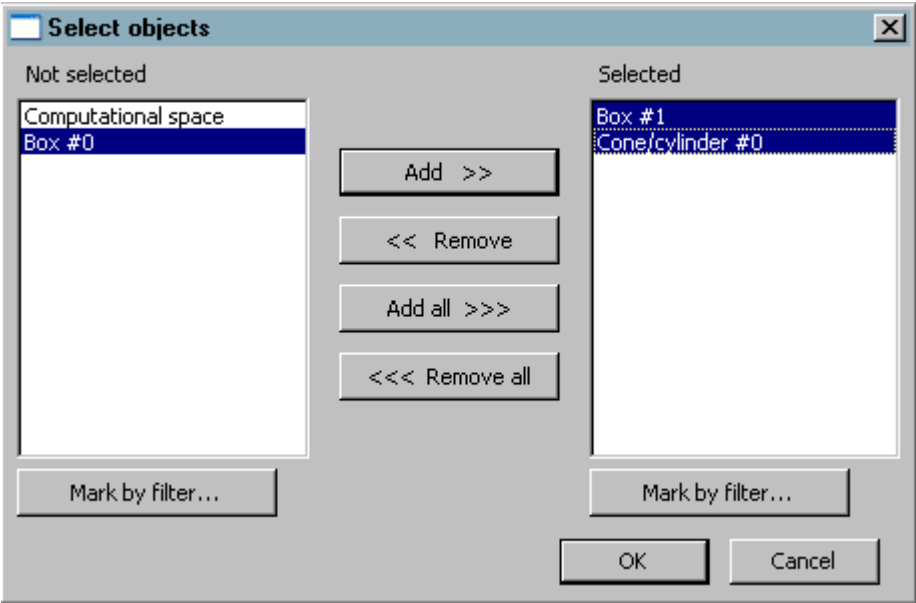 Select objects
Not selected
Selected
Computational space
Box #0
Box #1
Cone/cylinder #0
Add >>
<< Remove
Add all >>>
<<< Remove all
Mark by filter...
Mark by filter...
OK
Cancel